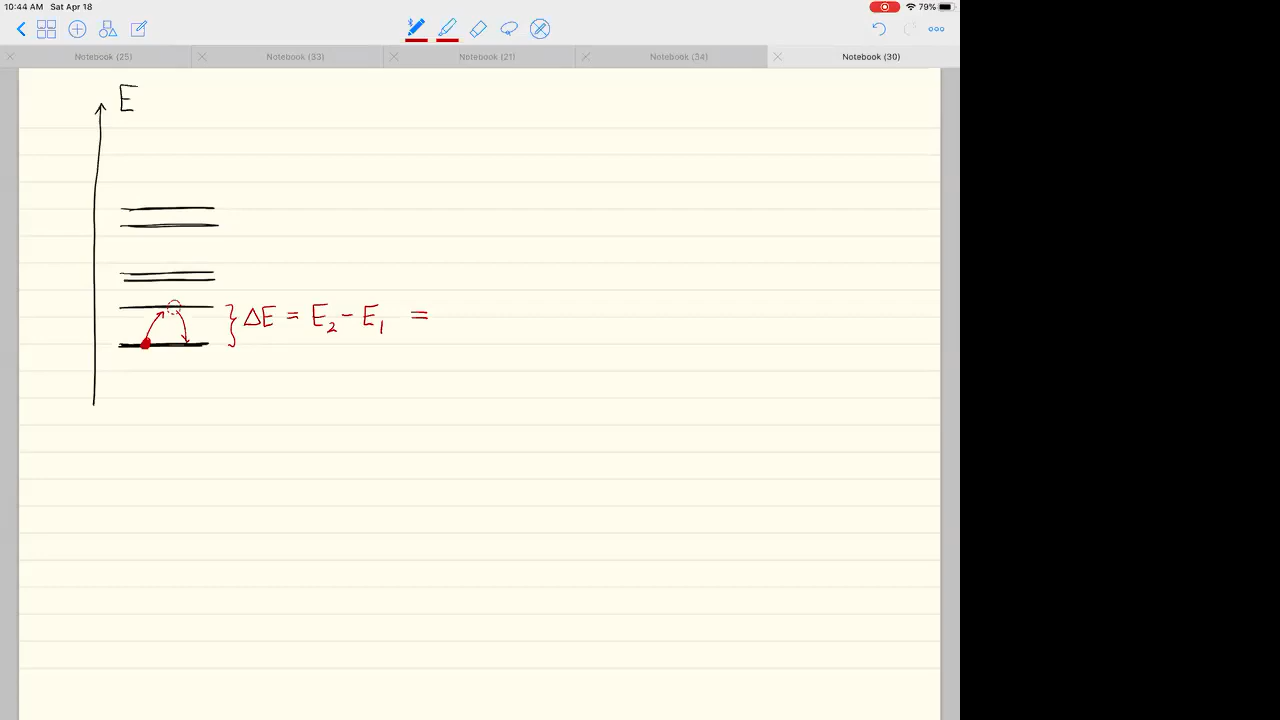 10:44 AM Sat Apr 18 79%
Notebook (25) Notebook (33) Notebook (21) Notebook (34) Notebook (30)
E
ΔE = E₂ - E₁ =